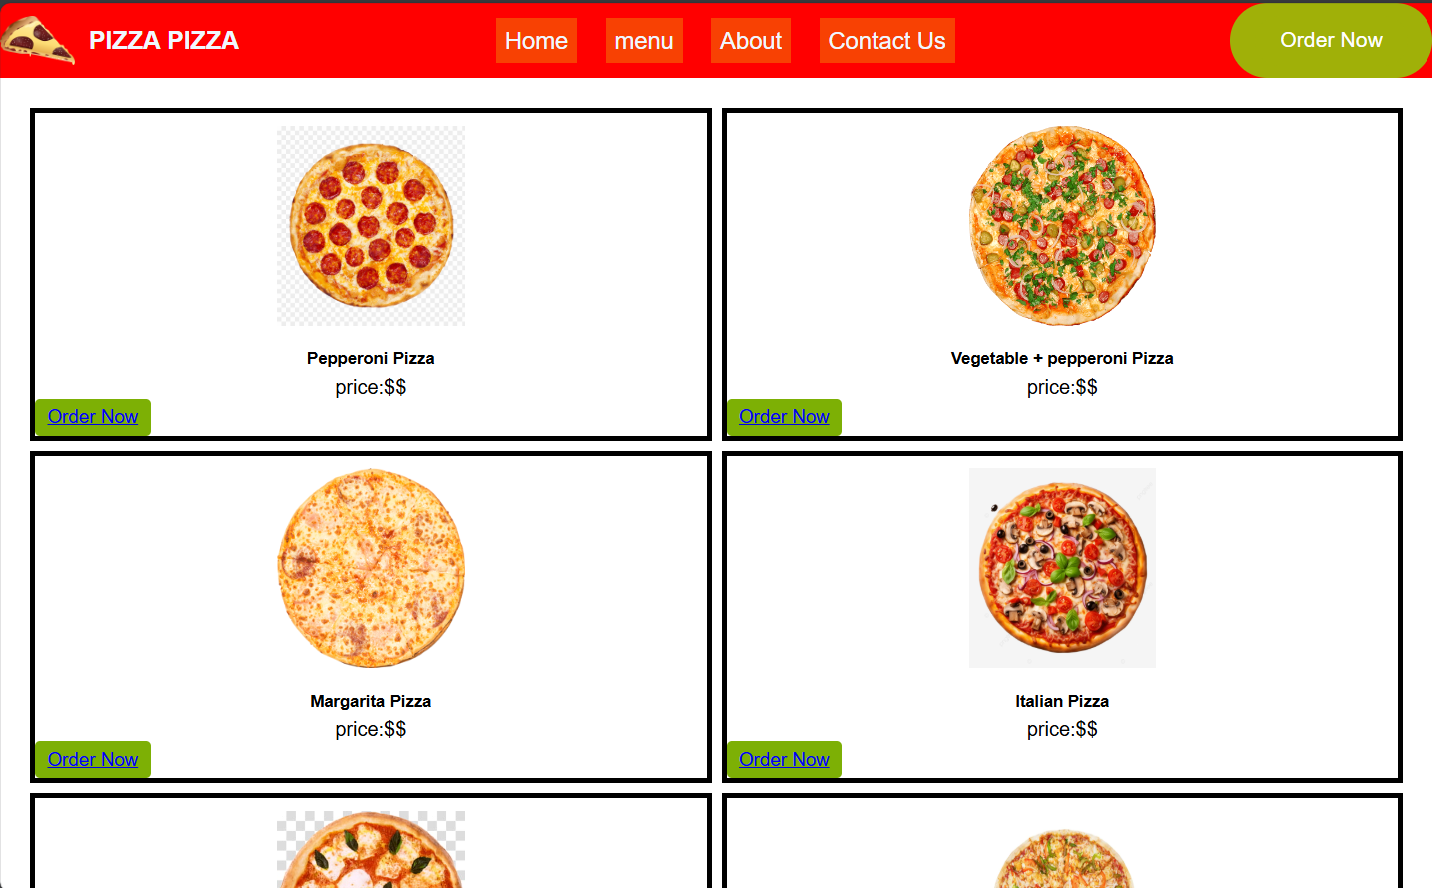 PIZZA PIZZA
Home
menu
About
Contact Us
Order Now
Pepperoni Pizza
price:$$
Order Now
Vegetable + pepperoni Pizza
price:$$
Order Now
Margarita Pizza
price:$$
Order Now
Italian Pizza
price:$$
Order Now